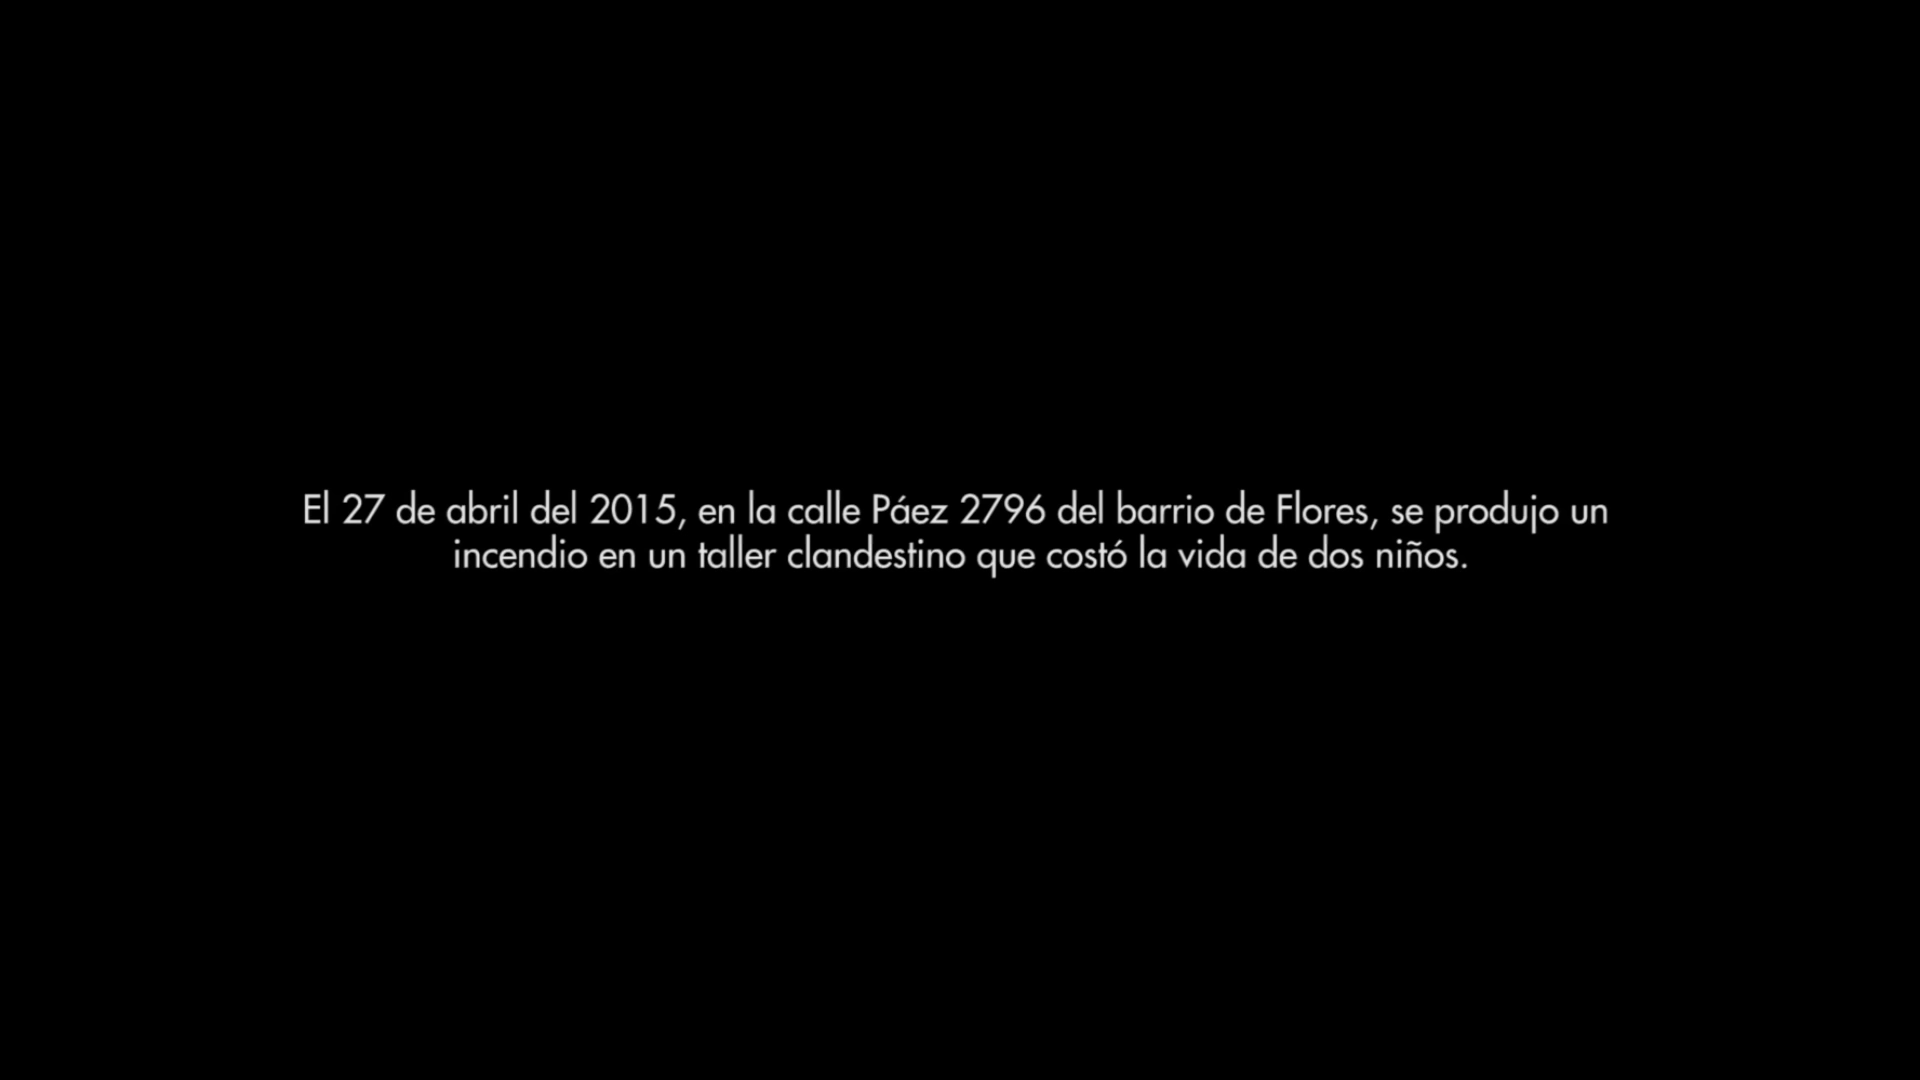 El 27 de abril del 2015, en la calle Páez 2796 del barrio de Flores, se produjo un
incendio en un taller clandestino que costó la vida de dos niños.